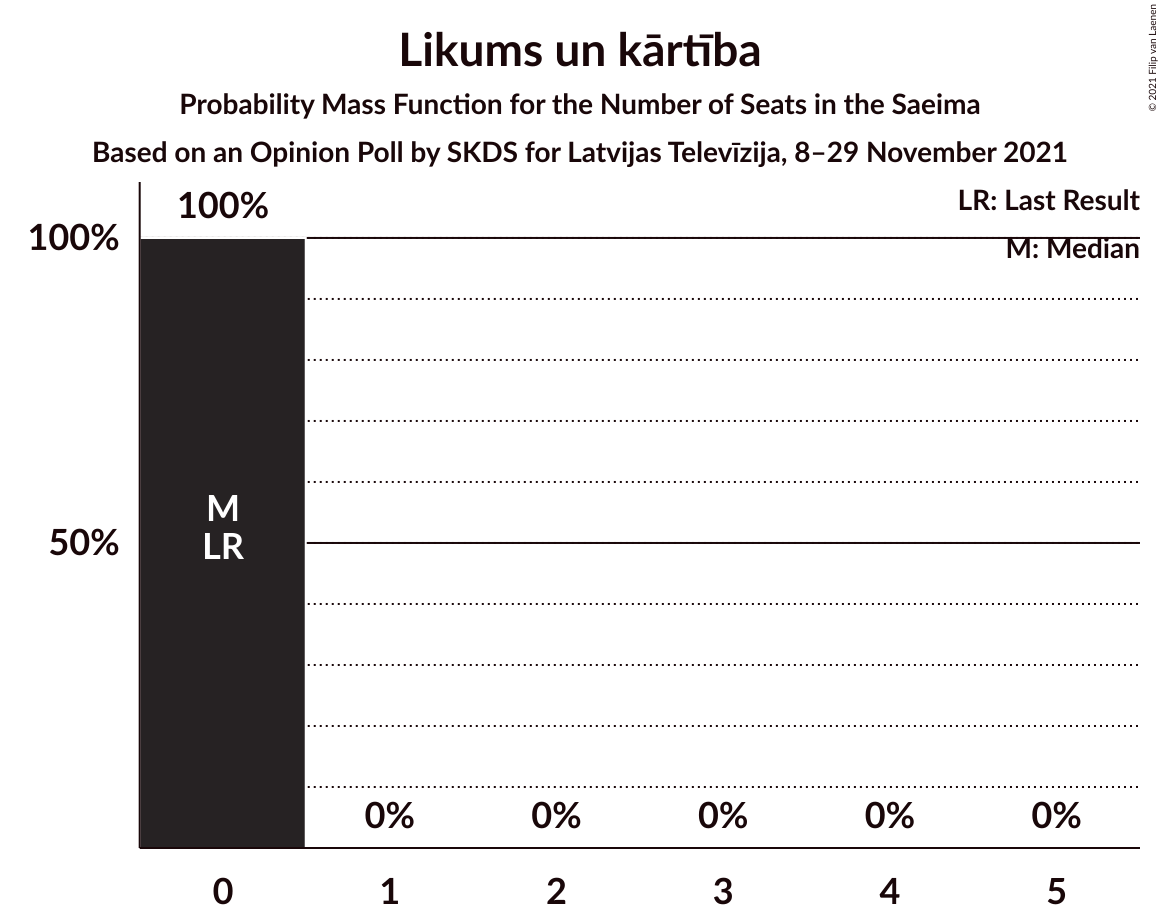 Likums un kārtība
Probability Mass Function for the Number of Seats in the Saeima
Based on an Opinion Poll by SKDS for Latvijas Televīzija, 8–29 November 2021
© 2021 Filip van Laenen
LR: Last Result
M: Median
100%
100%
M
LR
50%
0% 0% 0% 0% 0%
0 1 2 3 4 5